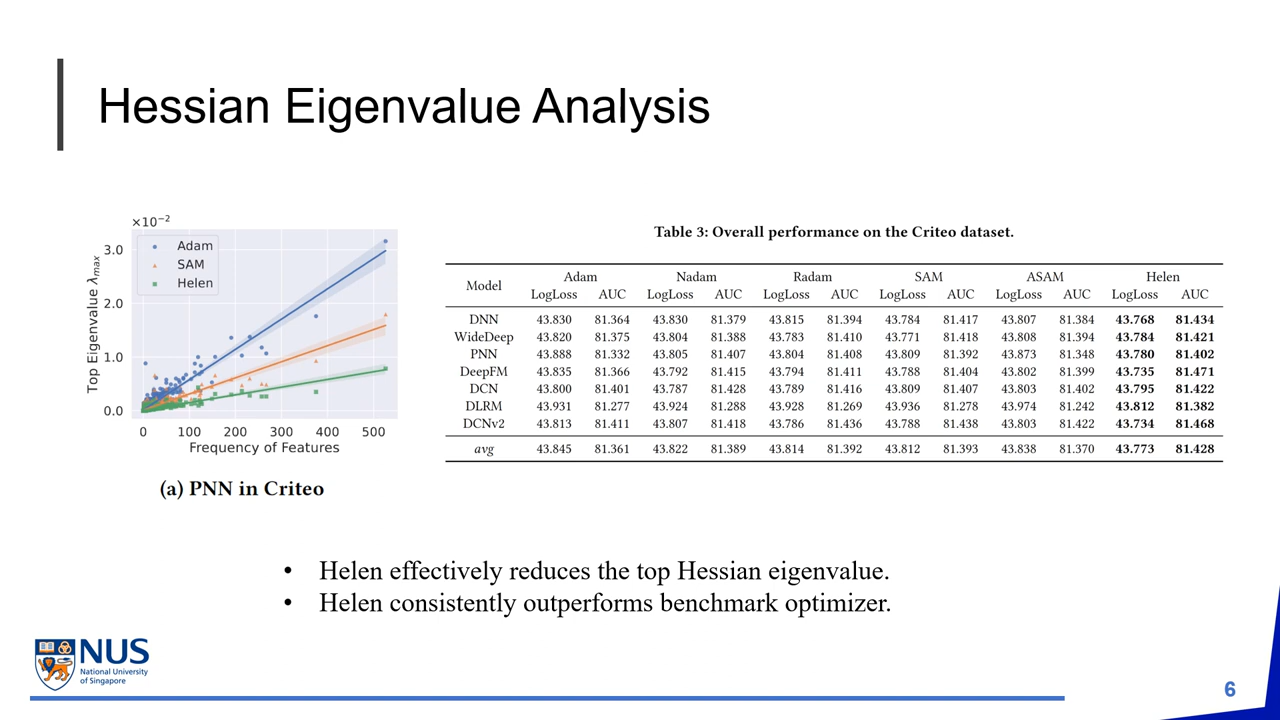 Hessian Eigenvalue Analysis
×10⁻²
3.0
2.0
1.0
0.0
Top Eigenvalue λmax
Adam
SAM
Helen
0 100 200 300 400 500
Frequency of Features
(a) PNN in Criteo
Table 3: Overall performance on the Criteo dataset.
Model Adam Nadam Radam SAM ASAM Helen
LogLoss AUC LogLoss AUC LogLoss AUC LogLoss AUC LogLoss AUC LogLoss AUC
DNN 43.830 81.364 43.830 81.379 43.815 81.394 43.784 81.417 43.807 81.384 43.768 81.434
WideDeep 43.820 81.375 43.804 81.388 43.783 81.410 43.771 81.418 43.808 81.394 43.784 81.421
PNN 43.888 81.332 43.805 81.407 43.804 81.408 43.809 81.392 43.873 81.348 43.780 81.402
DeepFM 43.835 81.366 43.792 81.415 43.794 81.411 43.788 81.404 43.802 81.399 43.735 81.471
DCN 43.800 81.401 43.787 81.428 43.789 81.416 43.809 81.407 43.803 81.402 43.795 81.422
DLRM 43.931 81.277 43.924 81.288 43.928 81.269 43.936 81.278 43.974 81.242 43.812 81.382
DCNv2 43.813 81.411 43.807 81.418 43.786 81.436 43.788 81.438 43.803 81.422 43.734 81.468
avg 43.845 81.361 43.822 81.389 43.814 81.392 43.812 81.393 43.838 81.370 43.773 81.428
• Helen effectively reduces the top Hessian eigenvalue.
• Helen consistently outperforms benchmark optimizer.
NUS
National University
of Singapore
6